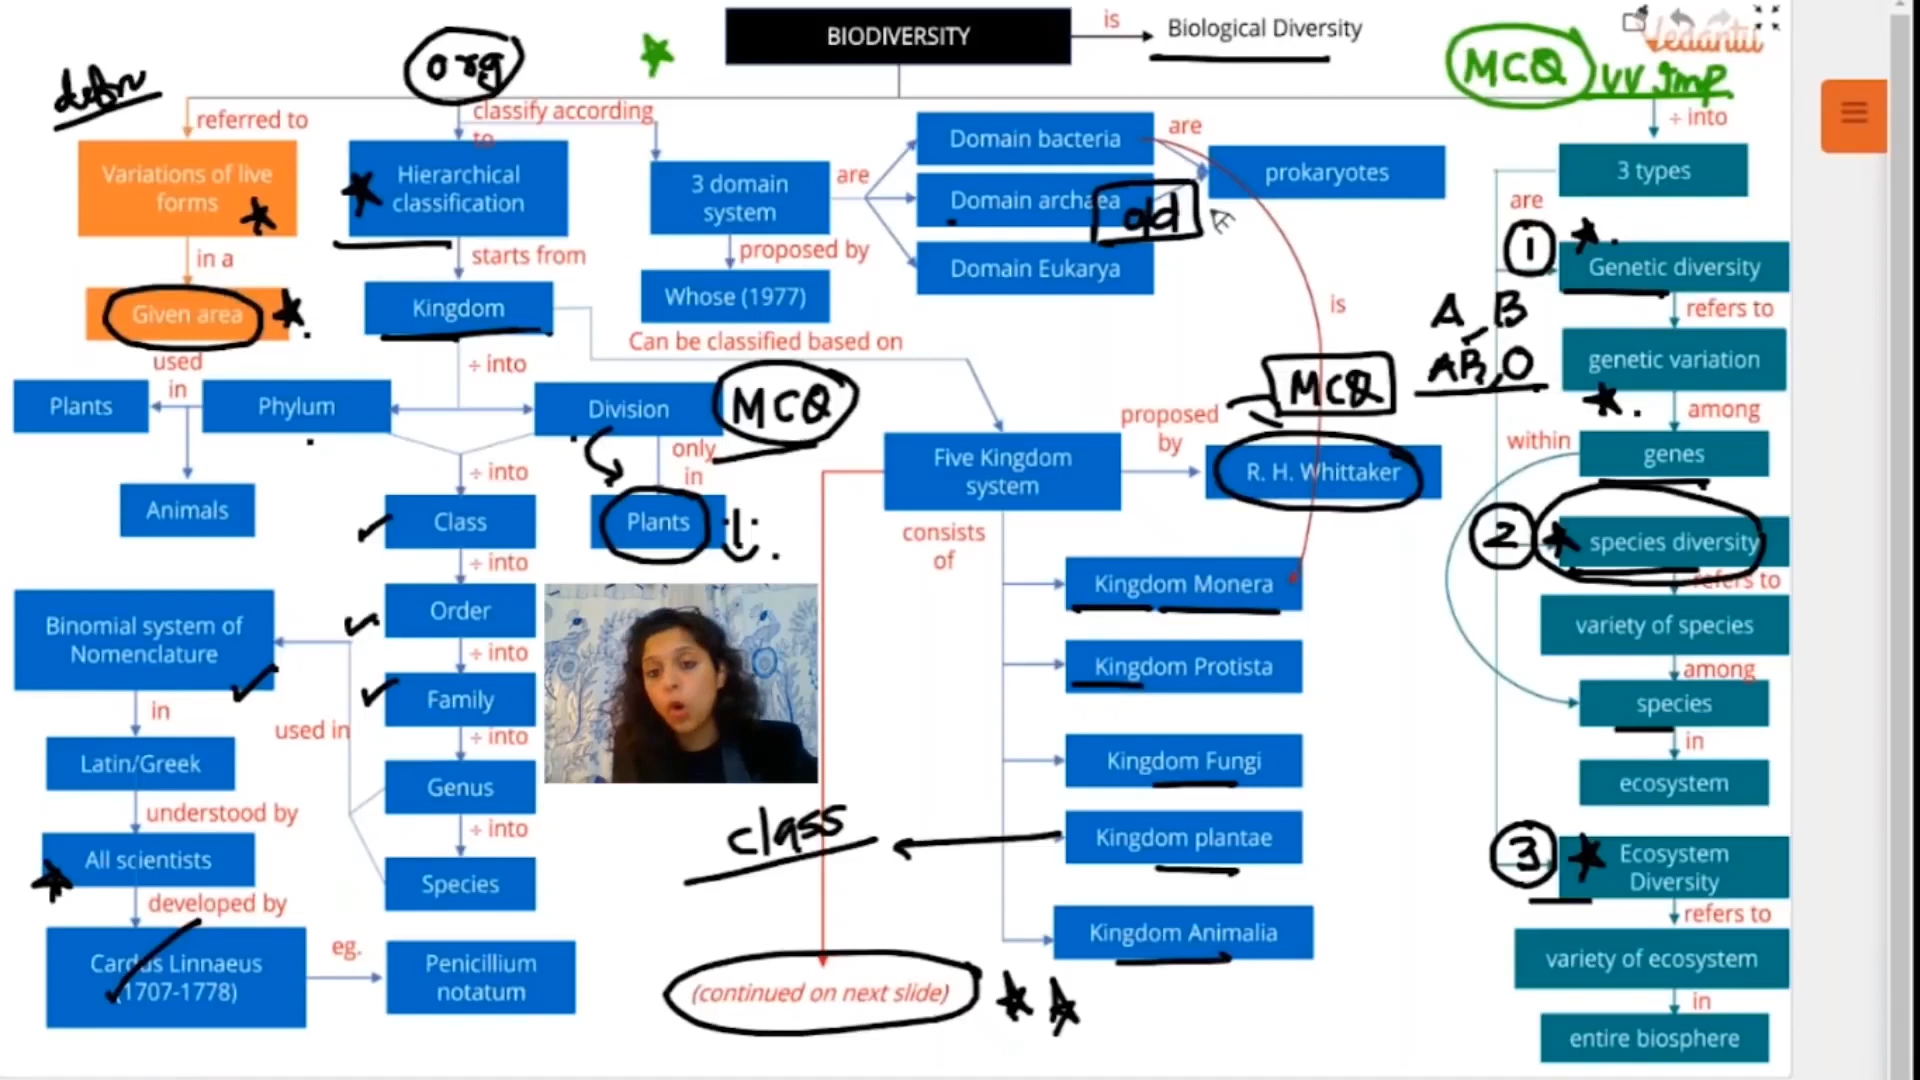 BIODIVERSITY
is
Biological Diversity
Vedantu
MCQ
VV Imp
defn
org
referred to
classify according
to
÷ into
Variations of live
forms
Hierarchical
classification
3 domain
system
are
Domain bacteria
are
prokaryotes
Domain archaea
old
Domain Eukarya
3 types
are
in a
starts from
proposed by
Given area
Kingdom
Whose (1977)
is
1
Genetic diversity
refers to
genetic variation
A, B
AB, O
used
in
÷ into
Can be classified based on
among
Plants
Phylum
Division
MCQ
only
in
Plants
Animals
Five Kingdom
system
proposed
by
MCQ
R. H. Whittaker
within
genes
÷ into
Class
÷ into
Order
÷ into
Family
÷ into
Genus
÷ into
Species
used in
consists
of
Kingdom Monera
Kingdom Protista
Kingdom Fungi
Kingdom plantae
class
Kingdom Animalia
(continued on next slide)
2
species diversity
refers to
variety of species
among
species
in
ecosystem
3
Ecosystem
Diversity
refers to
variety of ecosystem
in
entire biosphere
Binomial system of
Nomenclature
in
Latin/Greek
understood by
All scientists
developed by
Linnaeus
(1707-1778)
eg.
Penicillium
notatum